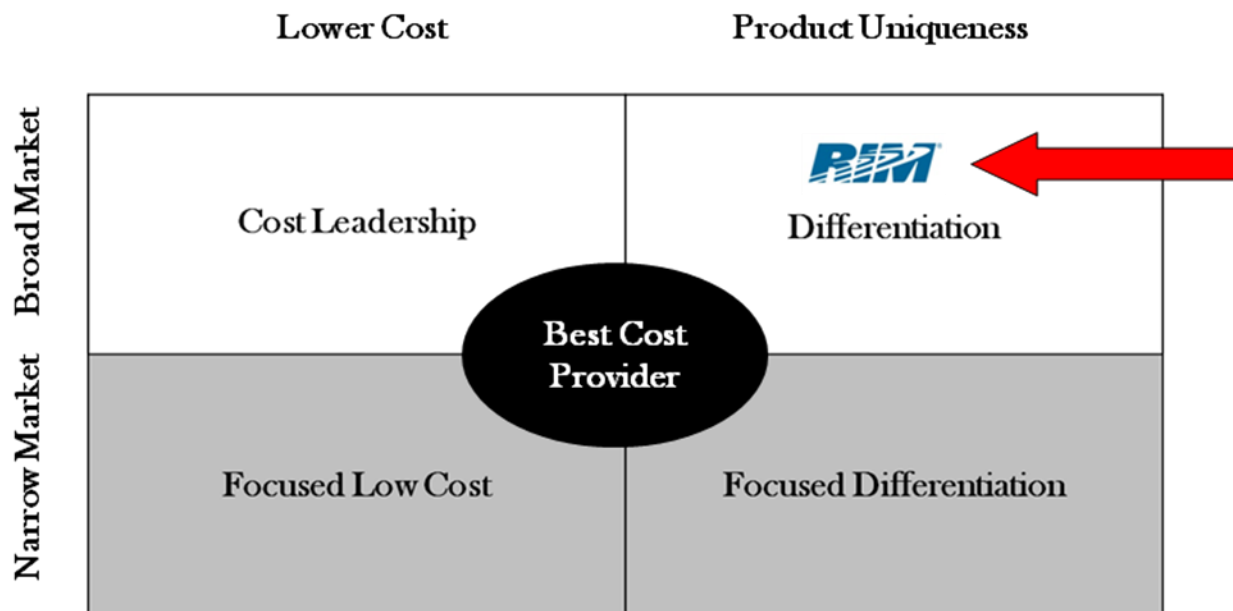 Lower Cost
Product Uniqueness
Broad Market
Cost Leadership
RIM
Differentiation
Best Cost
Provider
Narrow Market
Focused Low Cost
Focused Differentiation